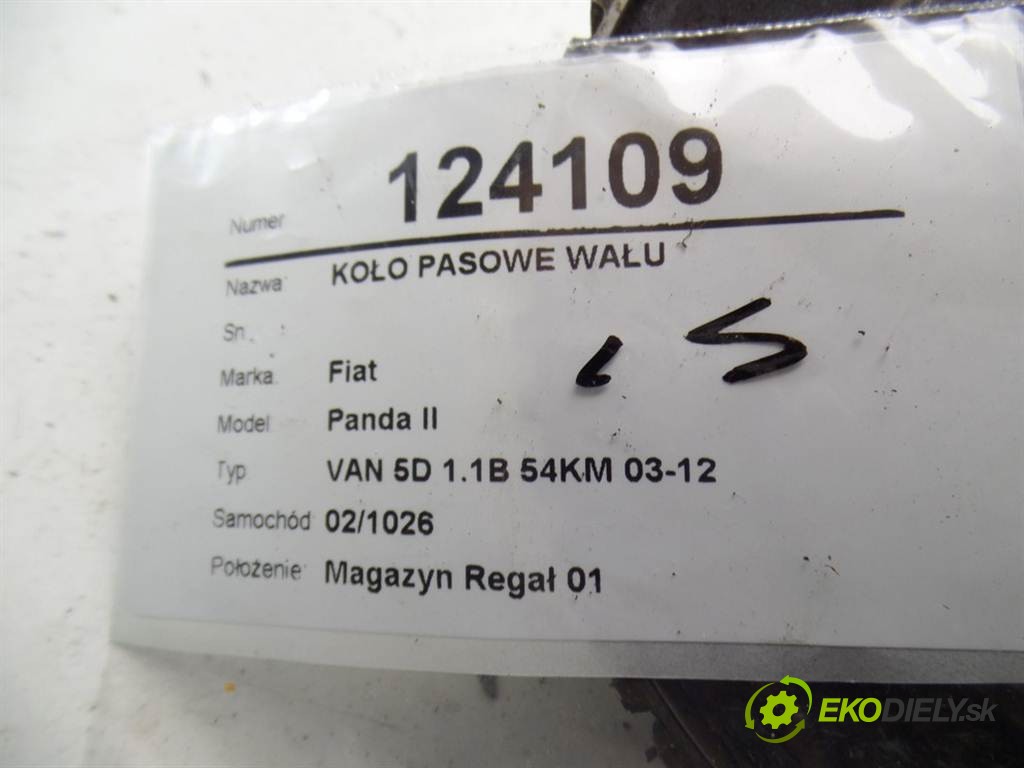 Numer 124109
Nazwa KOŁO PASOWE WAŁU
Sn.
Marka. Fiat
Model Panda II
Typ VAN 5D 1.1B 54KM 03-12
Samochód 02/1026
Położenie: Magazyn Regał 01
EKODIELY.sk